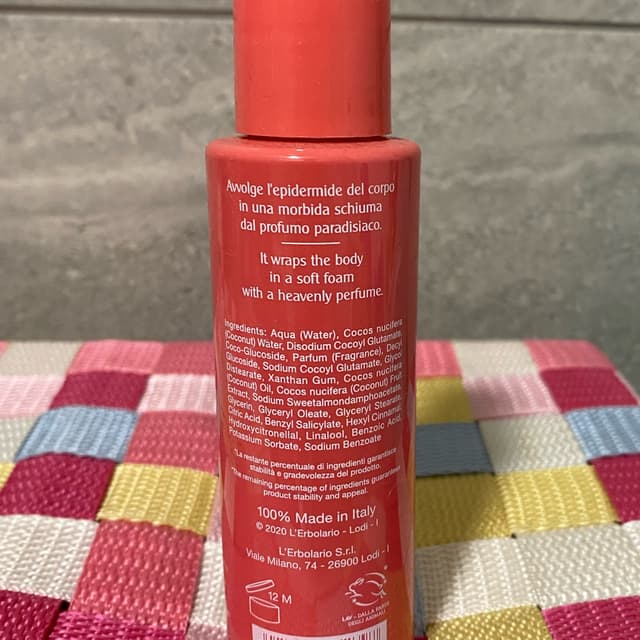 Avvolge l'epidermide del corpo
in una morbida schiuma
dal profumo paradisiaco.
It wraps the body
in a soft foam
with a heavenly perfume.
Ingredients: Aqua (Water), Cocos nucifera
(Coconut) Water, Disodium Cocoyl Glutamate,
Coco-Glucoside, Parfum (Fragrance), Decyl
Glucoside, Sodium Cocoyl Glutamate, Glycol
Distearate, Xanthan Gum, Cocos nucifera
(Coconut) Oil, Cocos nucifera (Coconut) Fruit
Extract, Sodium Sweetalmondamphoacetate,
Glycerin, Glyceryl Oleate, Glyceryl Stearate,
Citric Acid, Benzyl Salicylate, Hexyl Cinnamal,
Hydroxycitronellal, Linalool, Benzoic Acid,
Potassium Sorbate, Sodium Benzoate
*La restante percentuale di ingredienti garantisce
stabilità e gradevolezza del prodotto.
*The remaining percentage of ingredients guarantees
product stability and appeal.
100% Made in Italy
© 2020 L'Erbolario - Lodi - I
L'Erbolario S.r.l.
Viale Milano, 74 - 26900 Lodi - I
12 M
LAV - DALLA PARTE
DEGLI ANIMALI